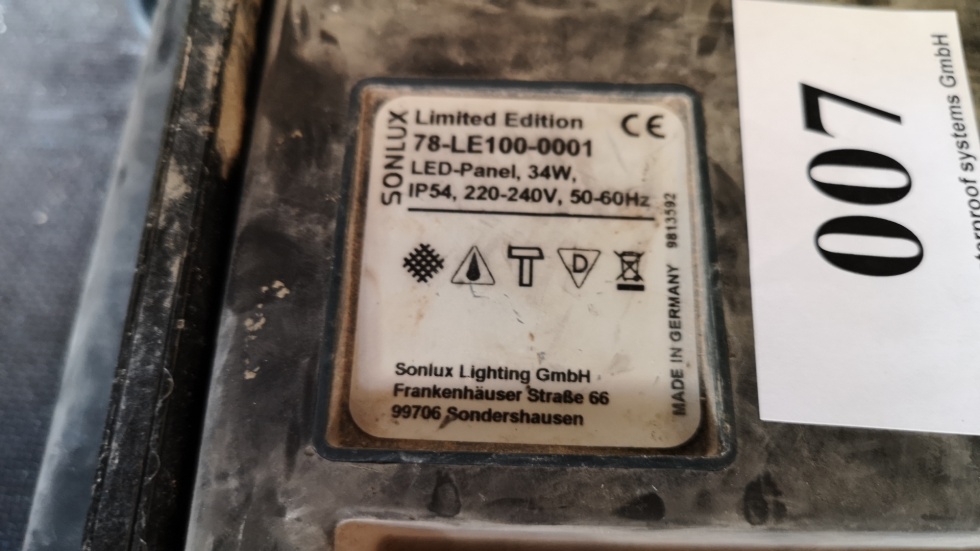 SONLUX
Limited Edition
CE
78-LE100-0001
LED-Panel, 34W,
IP54, 220-240V, 50-60Hz
D
MADE IN GERMANY 9813592
Sonlux Lighting GmbH
Frankenhäuser Straße 66
99706 Sondershausen
007
systems GmbH